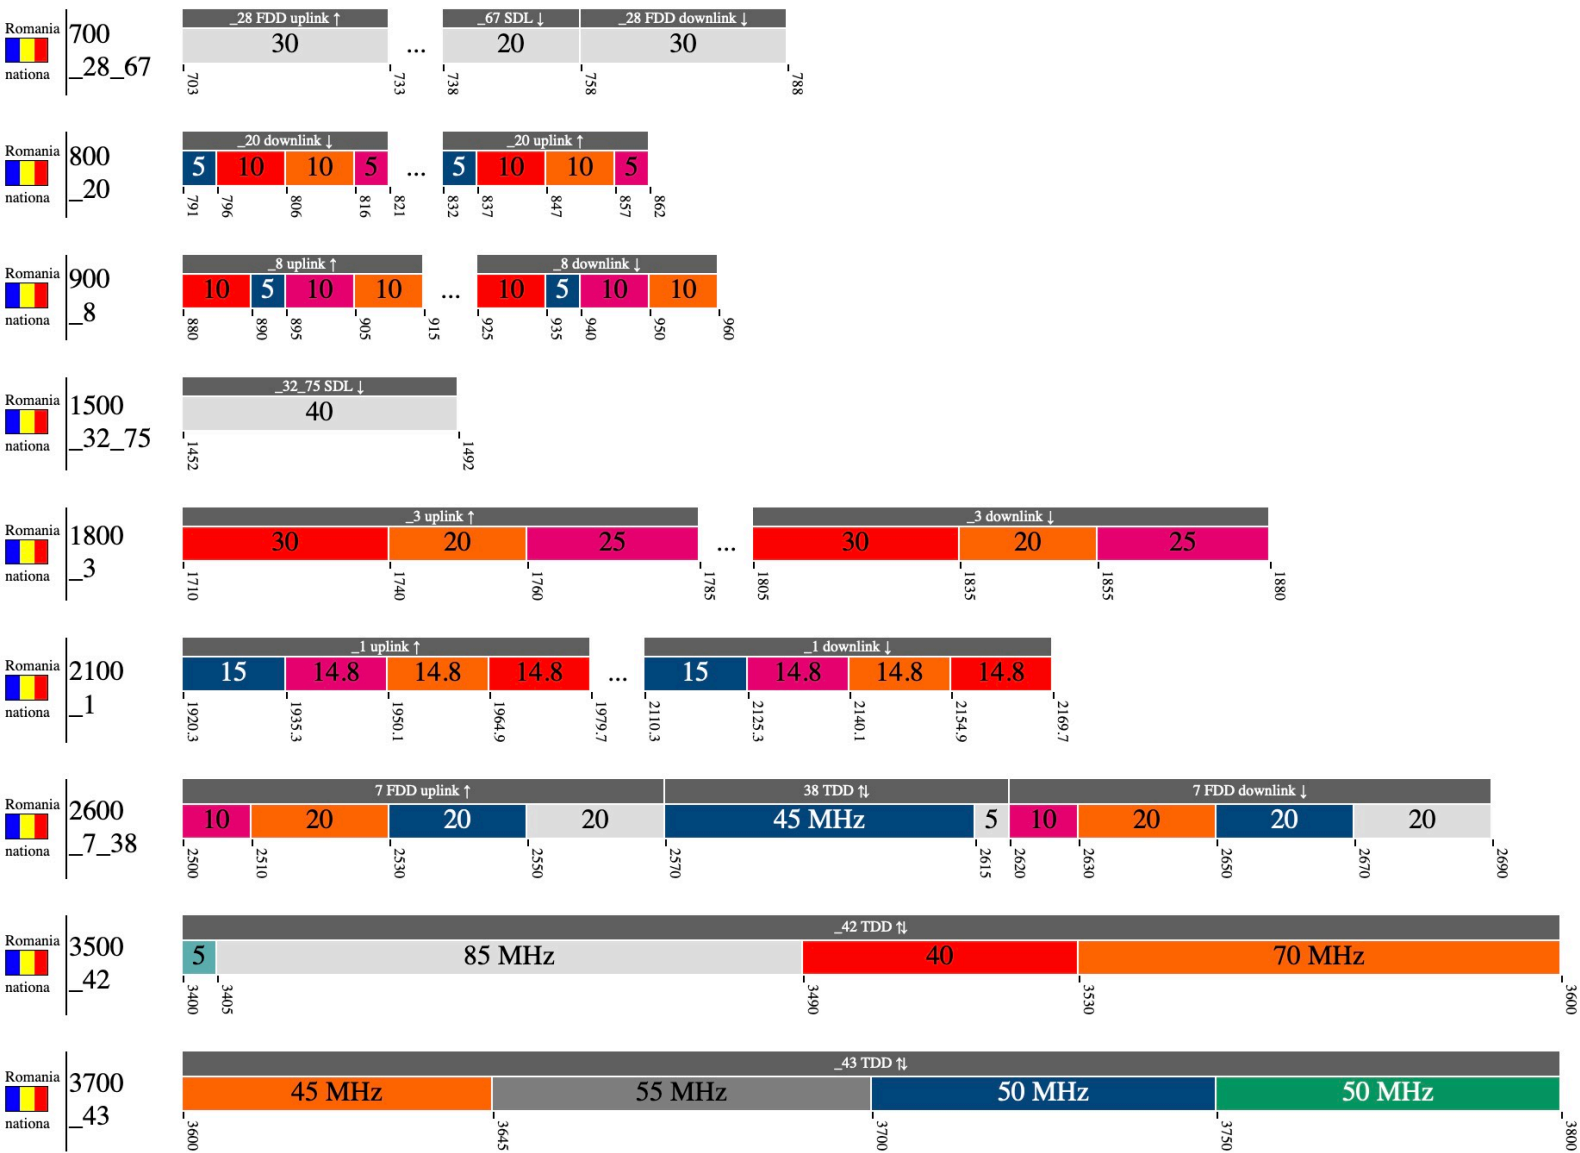 Romania
700
nationa
_28_67
_28 FDD uplink ↑ _67 SDL ↓ _28 FDD downlink ↓
30 ... 20 30
703 733 738 758 788
Romania
800
nationa
_20
_20 downlink ↓ _20 uplink ↑
5 10 10 5 ... 5 10 10 5
791 796 806 816 821 832 837 847 857 862
Romania
900
nationa
_8
_8 uplink ↑ _8 downlink ↓
10 5 10 10 ... 10 5 10 10
880 890 895 905 915 925 935 940 950 960
Romania
1500
nationa
_32_75
_32_75 SDL ↓
40
1452 1492
Romania
1800
nationa
_3
_3 uplink ↑ _3 downlink ↓
30 20 25 ... 30 20 25
1710 1740 1760 1785 1805 1835 1855 1880
Romania
2100
nationa
_1
_1 uplink ↑ _1 downlink ↓
15 14.8 14.8 14.8 ... 15 14.8 14.8 14.8
1920.3 1935.3 1950.1 1964.9 1979.7 2110.3 2125.3 2140.1 2154.9 2169.7
Romania
2600
nationa
_7_38
7 FDD uplink ↑ 38 TDD ⇅ 7 FDD downlink ↓
10 20 20 20 45 MHz 5 10 20 20 20
2500 2510 2530 2550 2570 2615 2620 2630 2650 2670 2690
Romania
3500
nationa
_42
_42 TDD ⇅
5 85 MHz 40 70 MHz
3400 3405 3490 3530 3600
Romania
3700
nationa
_43
_43 TDD ⇅
45 MHz 55 MHz 50 MHz 50 MHz
3600 3645 3700 3750 3800